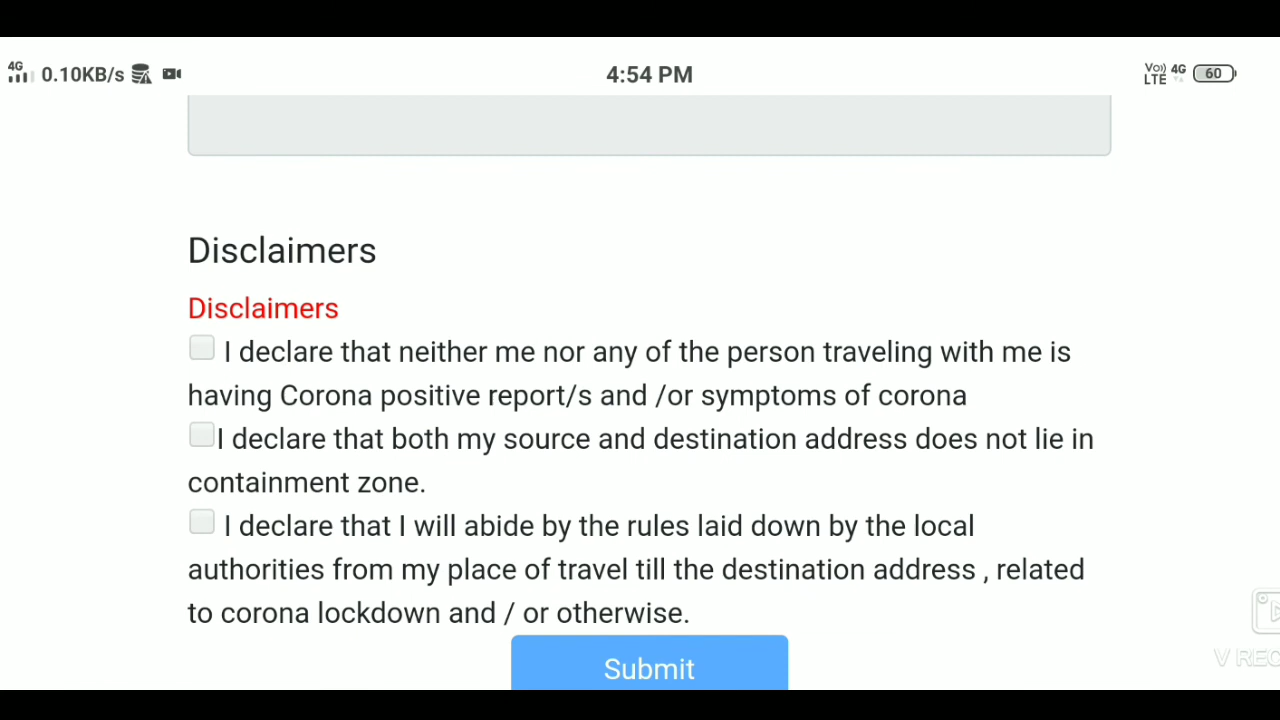 4G 0.10KB/s 4:54 PM Vo)) LTE 4G 60
Disclaimers
Disclaimers
I declare that neither me nor any of the person traveling with me is
having Corona positive report/s and /or symptoms of corona
I declare that both my source and destination address does not lie in
containment zone.
I declare that I will abide by the rules laid down by the local
authorities from my place of travel till the destination address , related
to corona lockdown and / or otherwise.
Submit
V REC